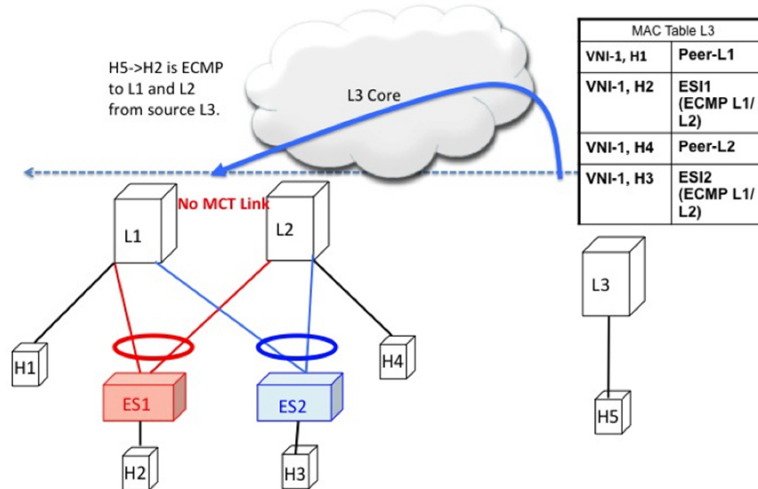 H5->H2 is ECMP
to L1 and L2
from source L3.
L3 Core
MAC Table L3
VNI-1, H1 Peer-L1
VNI-1, H2 ESI1
(ECMP L1/
L2)
VNI-1, H4 Peer-L2
VNI-1, H3 ESI2
(ECMP L1/
L2)
No MCT Link
L1
L2
L3
H1
H4
ES1
ES2
H5
H2
H3